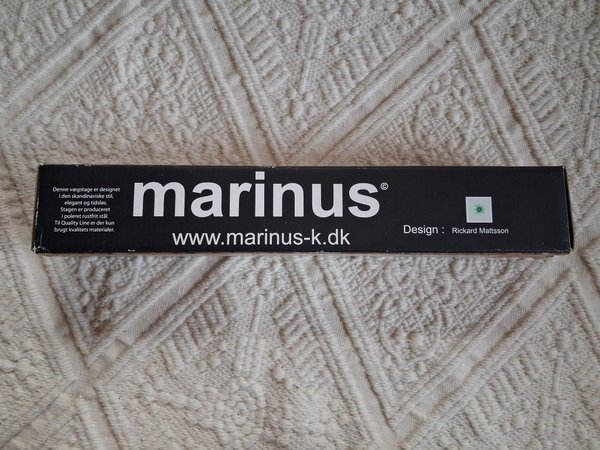 Denne vægstage er designet
i den skandinaviske stil,
elegant og tidsløs.
Stagen er produceret
i poleret rustfrit stål.
Til Quality Line er der kun
brugt kvalitets materialer.
marinus©
www.marinus-k.dk
Design : Rickard Mattsson